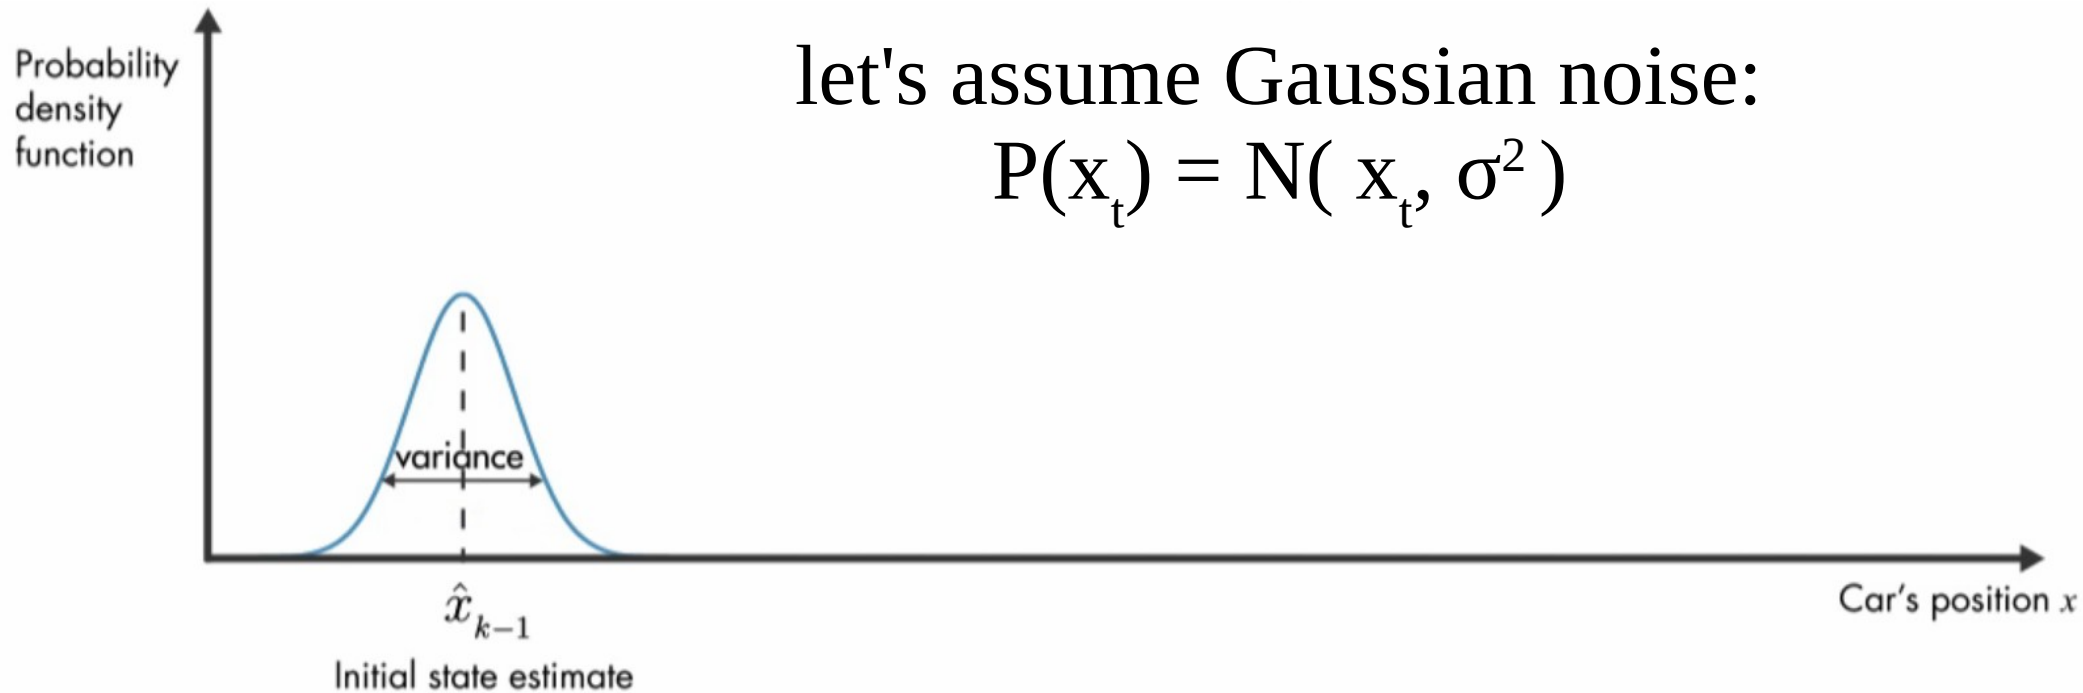 Probability
density
function
let's assume Gaussian noise:
P(xₜ) = N( xₜ, σ² )
variance
x̂ₖ₋₁
Initial state estimate
Car's position x